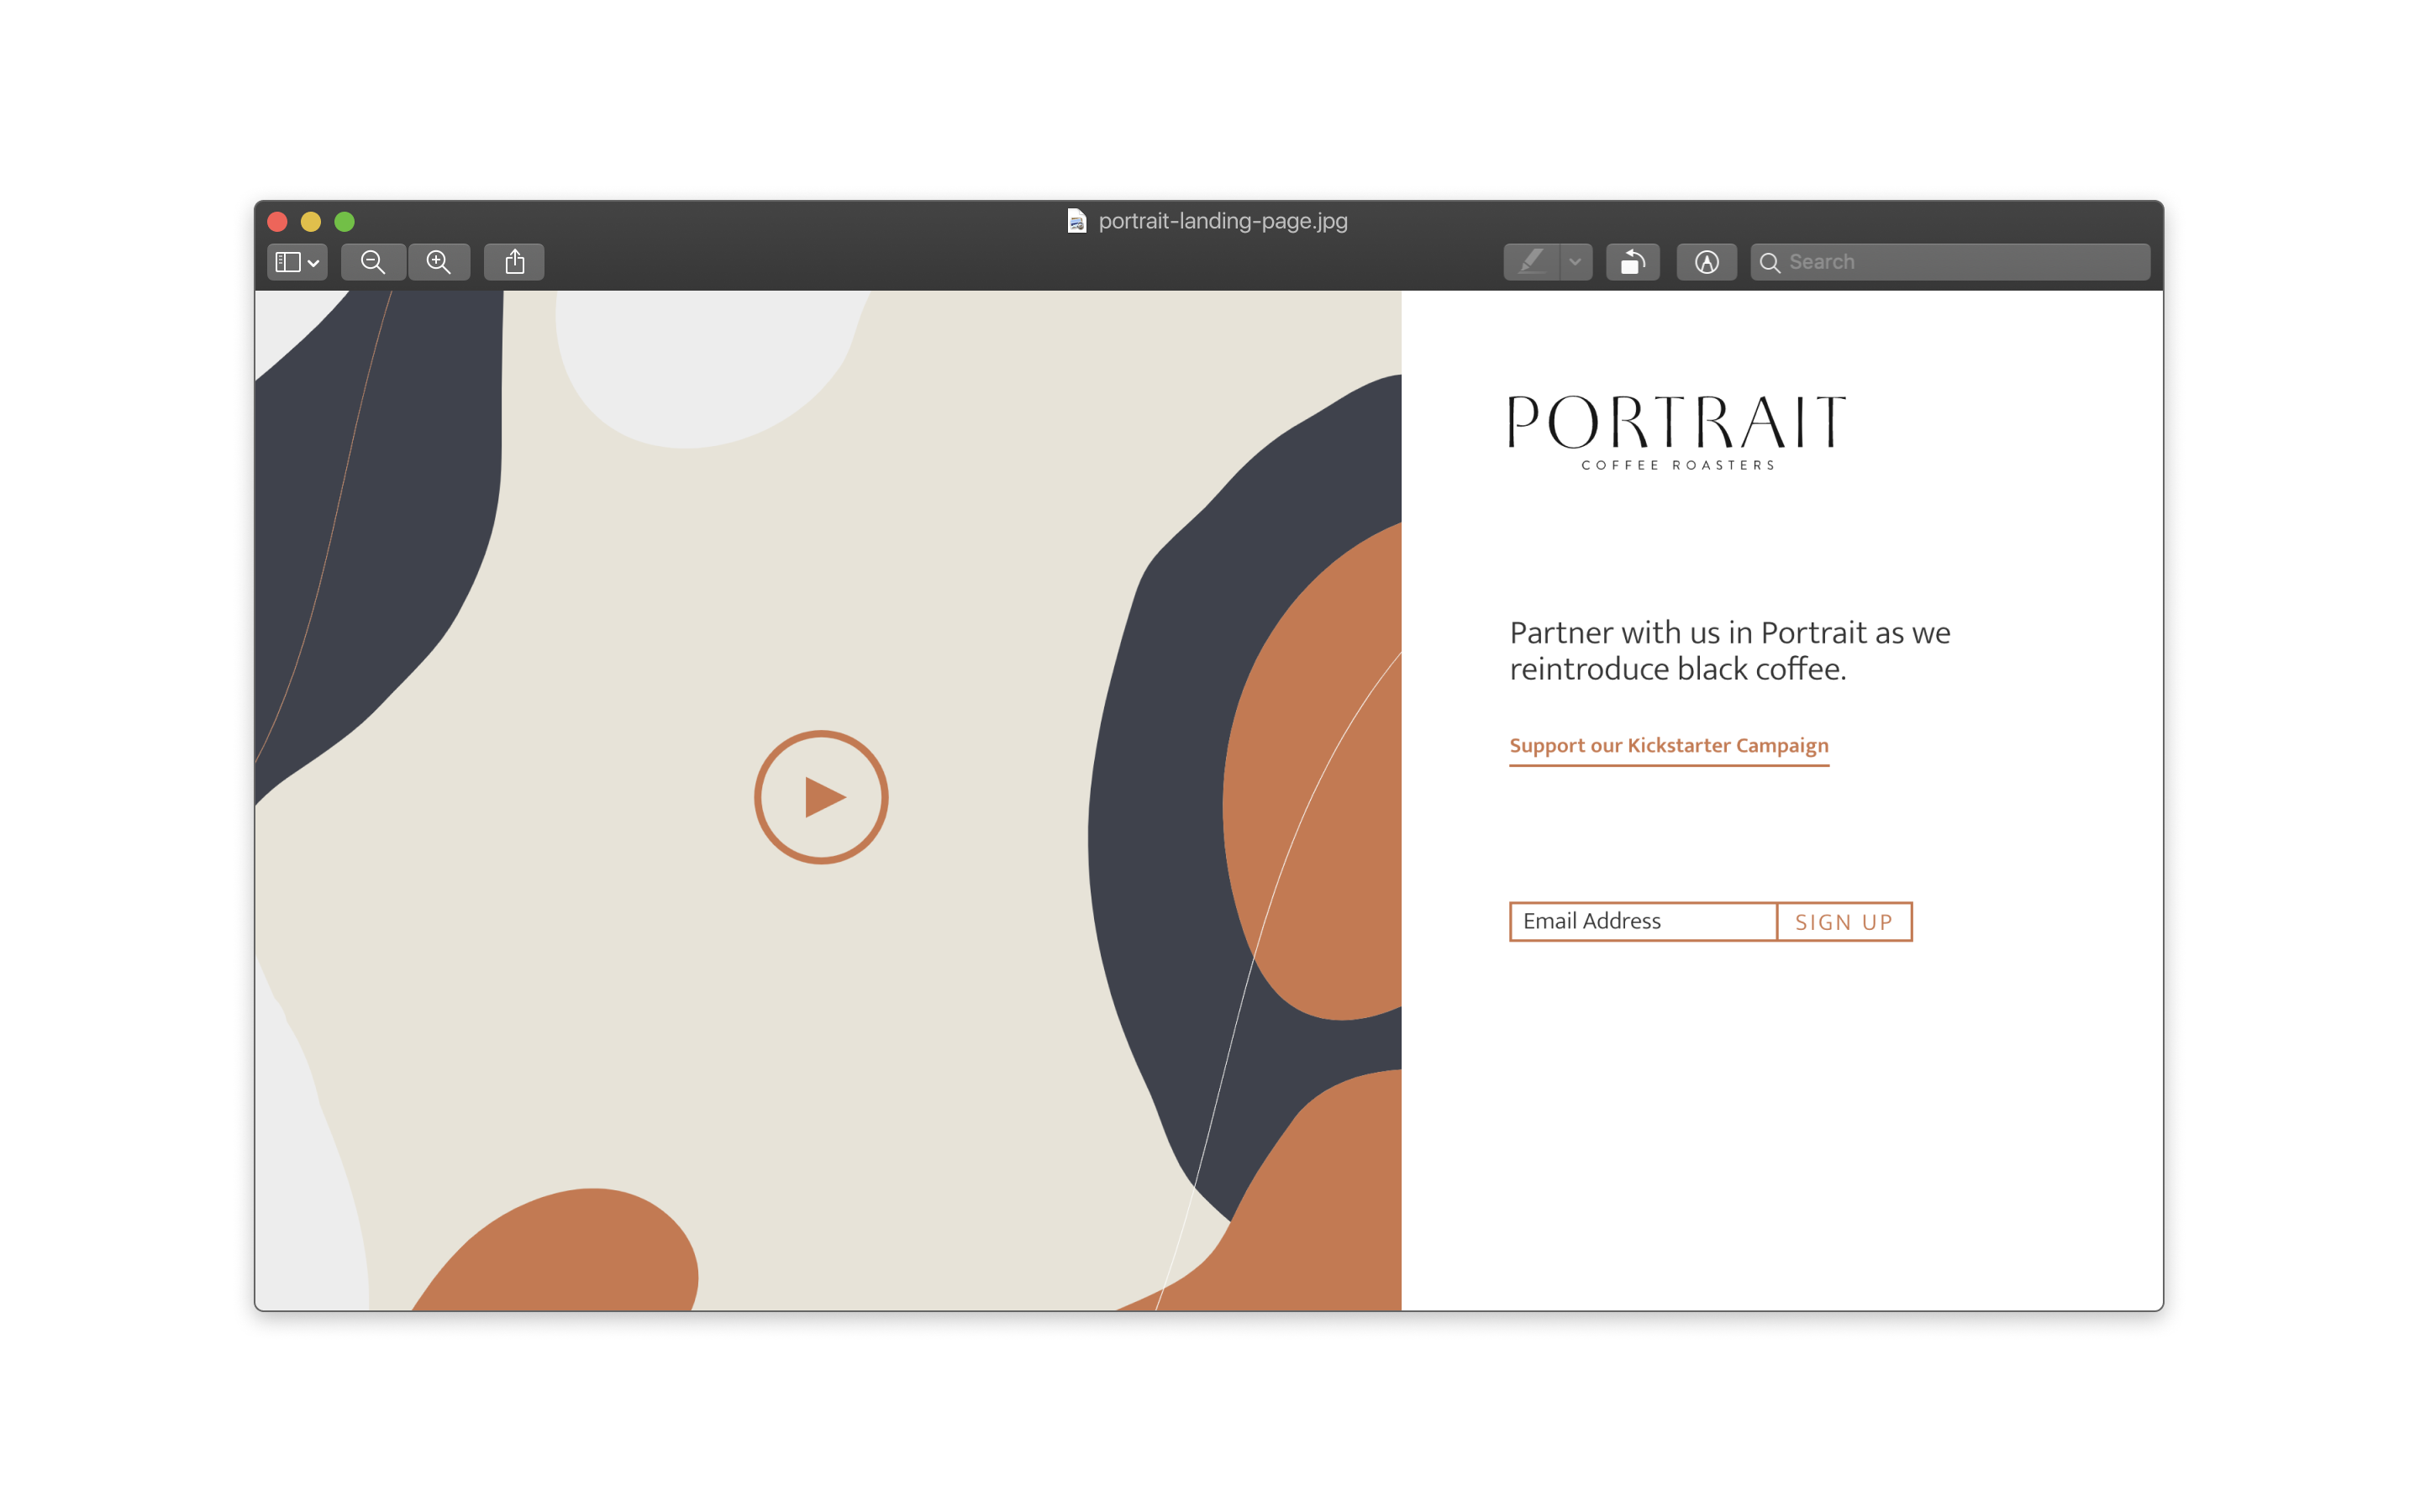 portrait-landing-page.jpg
Search
PORTRAIT
COFFEE ROASTERS
Partner with us in Portrait as we
reintroduce black coffee.
Support our Kickstarter Campaign
Email Address
SIGN UP